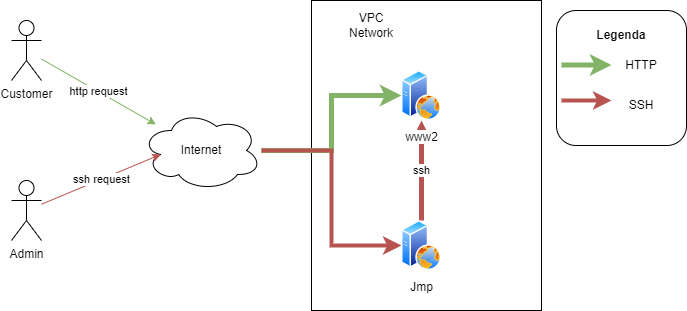 VPC
Network
Legenda
HTTP
SSH
Customer
http request
Internet
www2
ssh request
ssh
Admin
Jmp